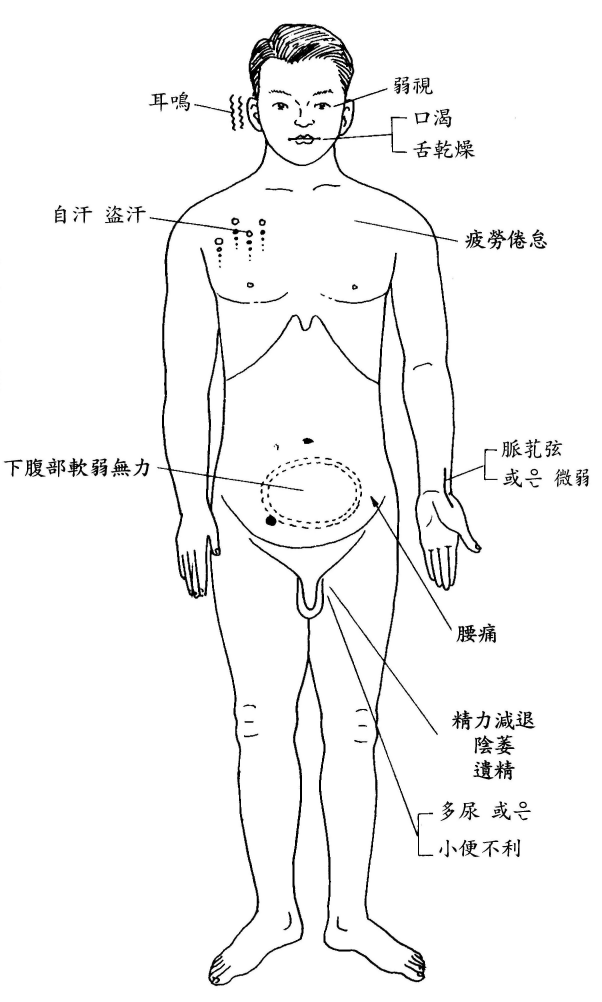 耳鳴
弱視
口渴
舌乾燥
自汗 盜汗
疲勞倦怠
下腹部軟弱無力
脈芤弦
或은 微弱
腰痛
精力減退
陰萎
遺精
多尿 或은
小便不利